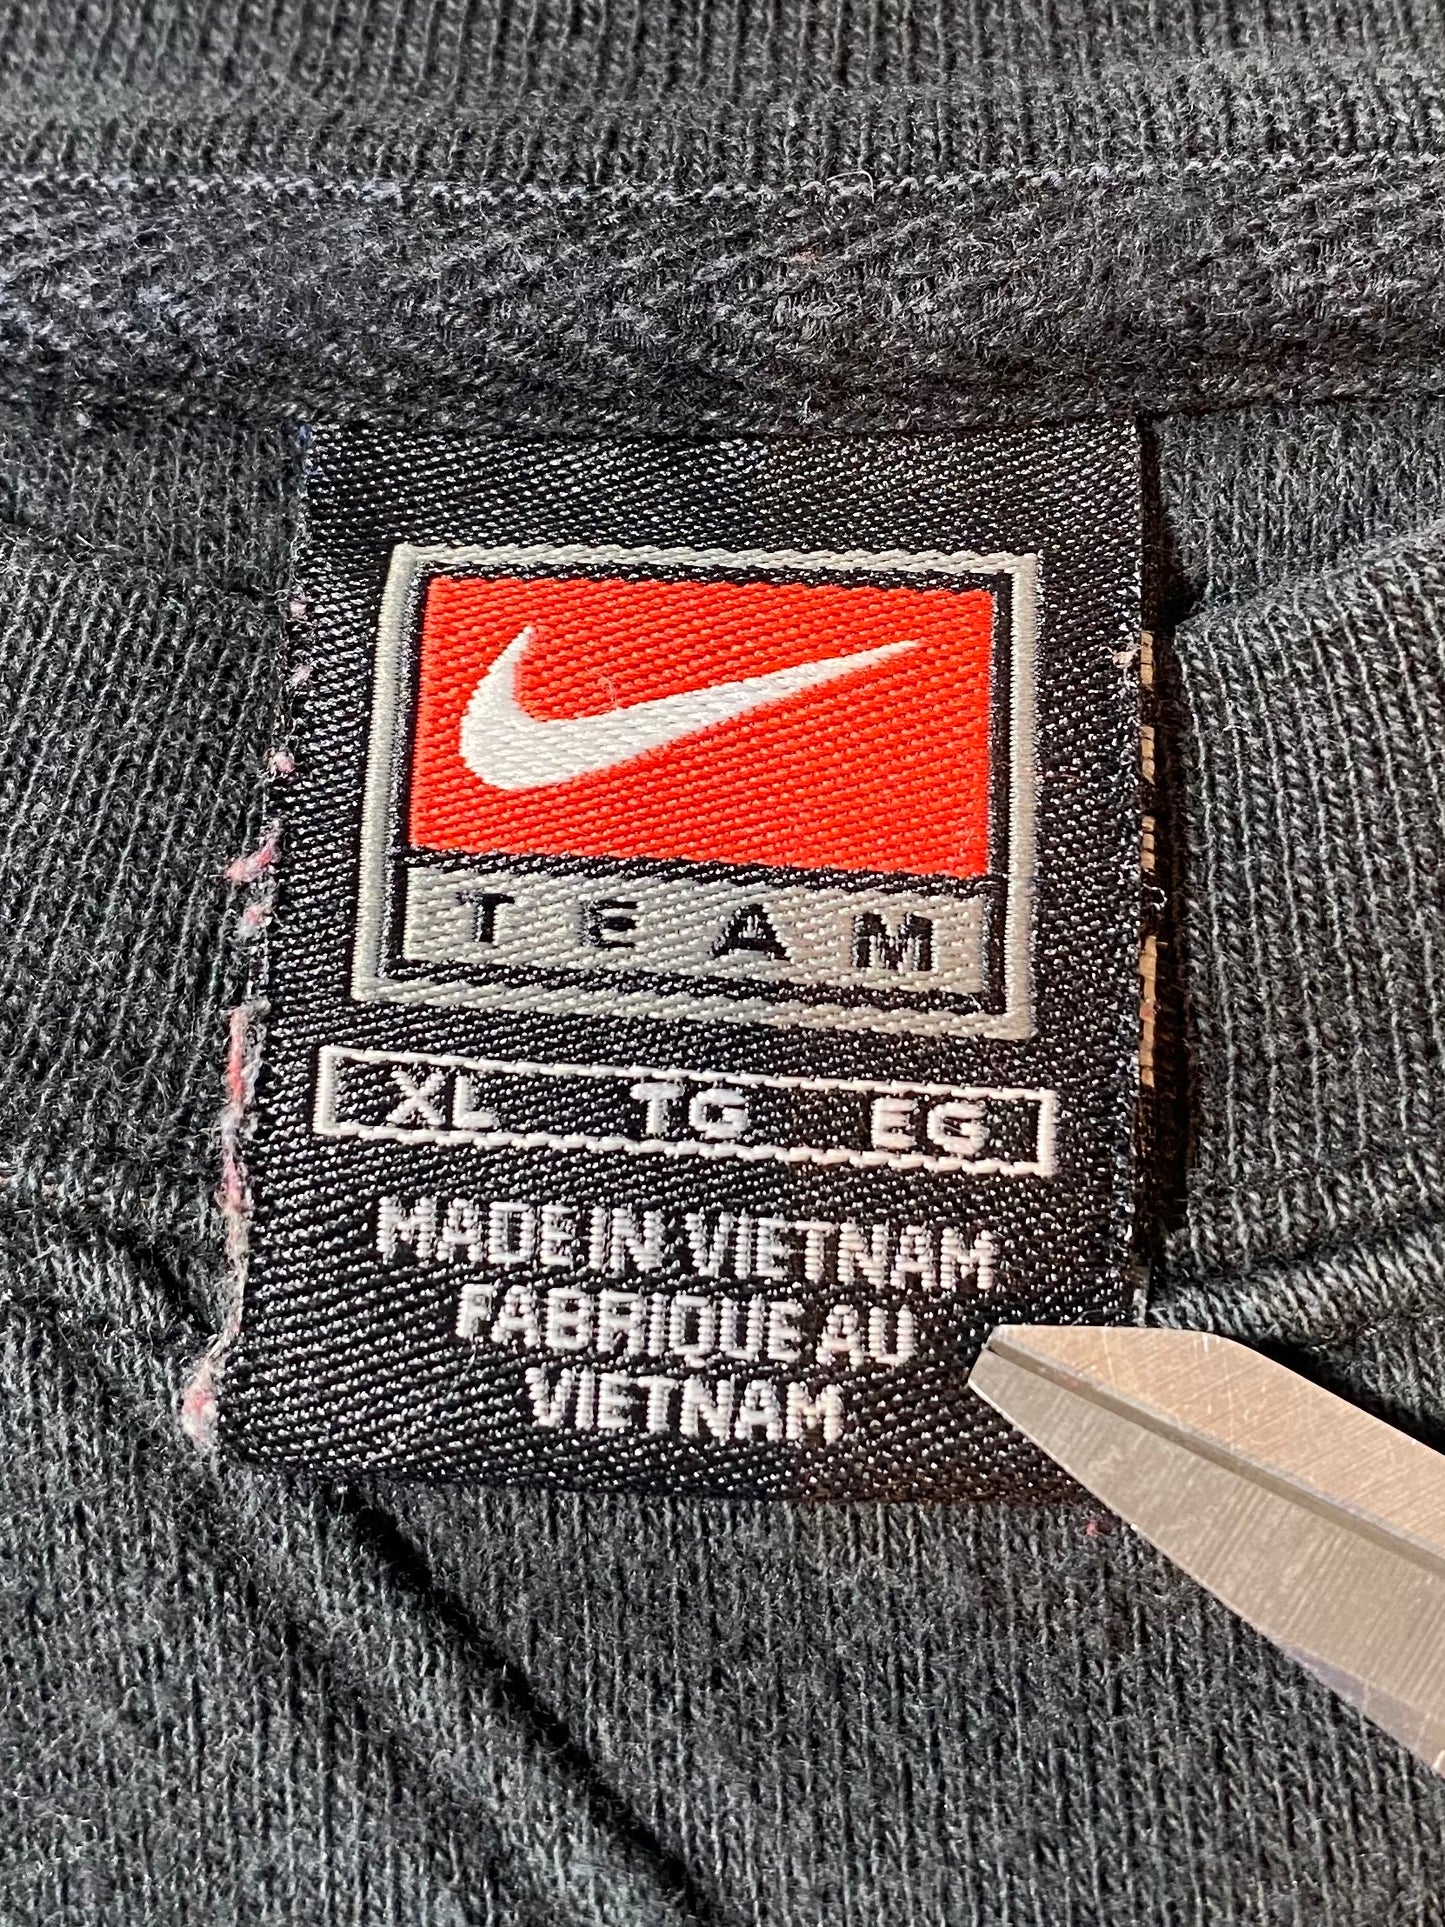 TEAM
XL TG EG
MADE IN VIETNAM
FABRIQUE AU
VIETNAM